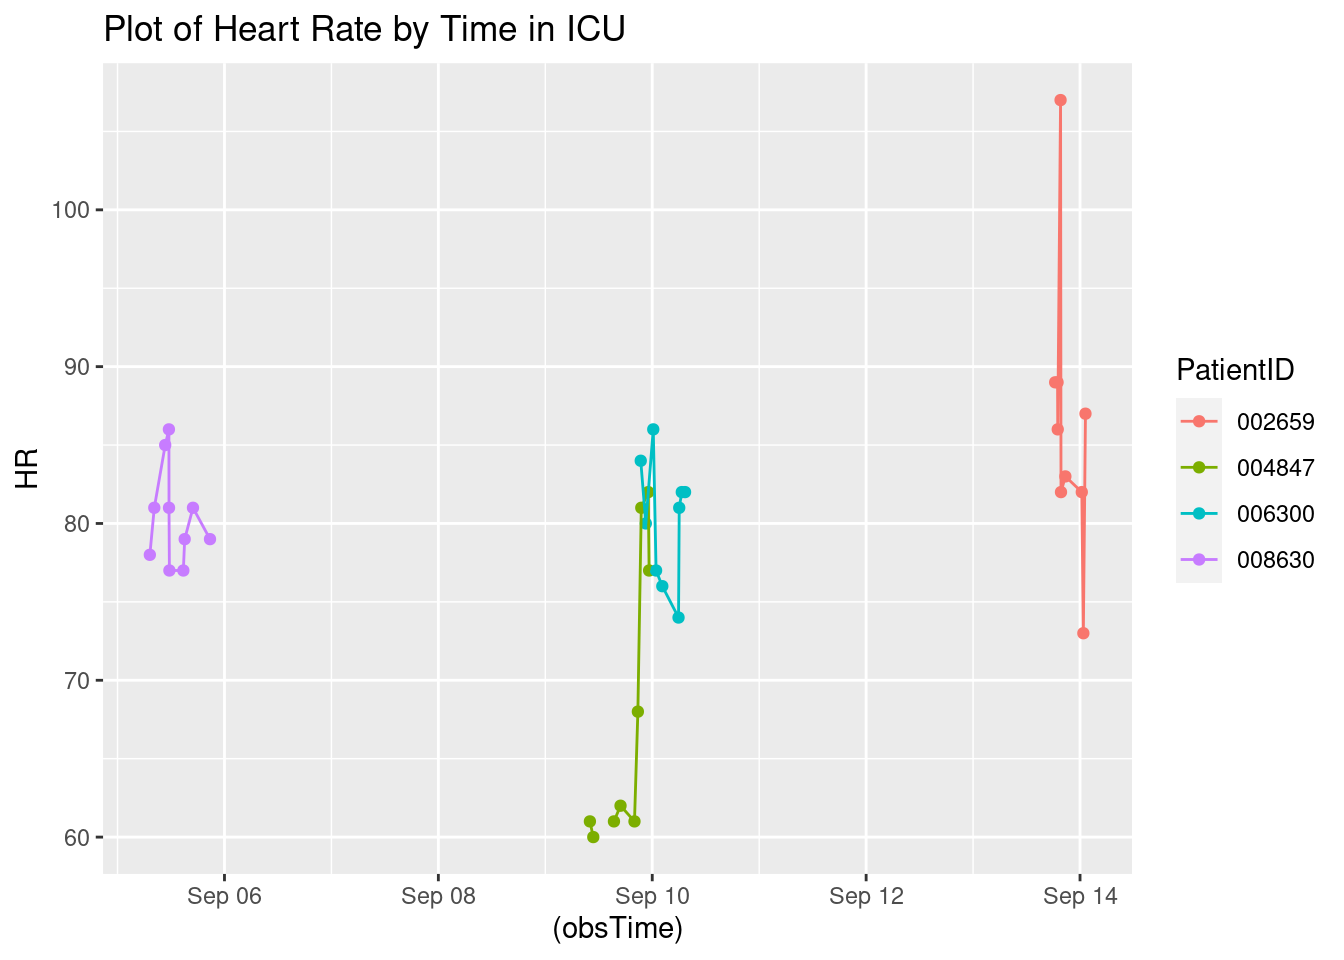 Plot of Heart Rate by Time in ICU
HR
100
90
80
70
60
Sep 06 Sep 08 Sep 10 Sep 12 Sep 14
(obsTime)
PatientID
002659
004847
006300
008630